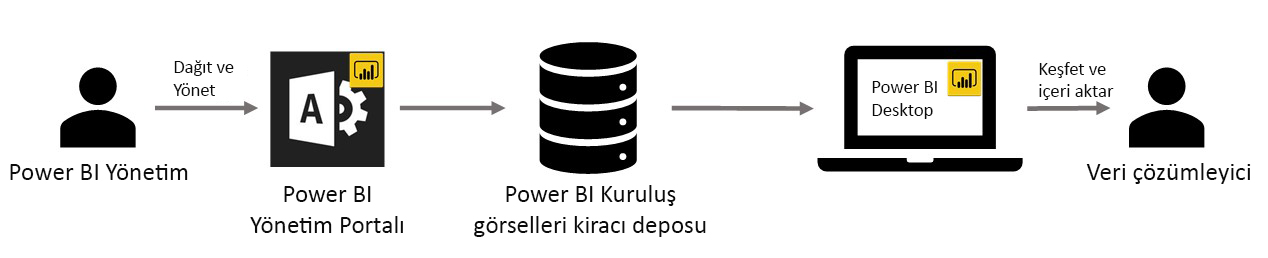 Power BI Yönetim
Dağıt ve
Yönet
A
Power BI
Yönetim Portalı
Power BI Kuruluş
görselleri kiracı deposu
Power BI
Desktop
Keşfet ve
içeri aktar
Veri çözümleyici